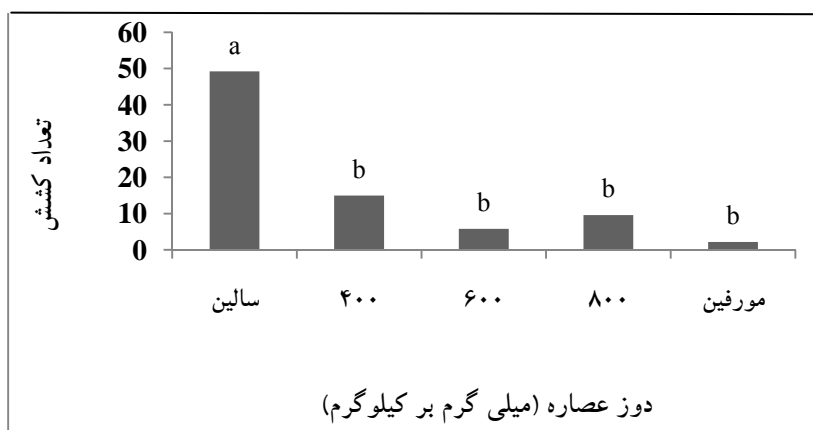 60
50
40
30
20
10
0
تعداد کشش
a
b
b
b
b
سالین
۴۰۰
۶۰۰
۸۰۰
مورفین
دوز عصاره (میلی گرم بر کیلوگرم)